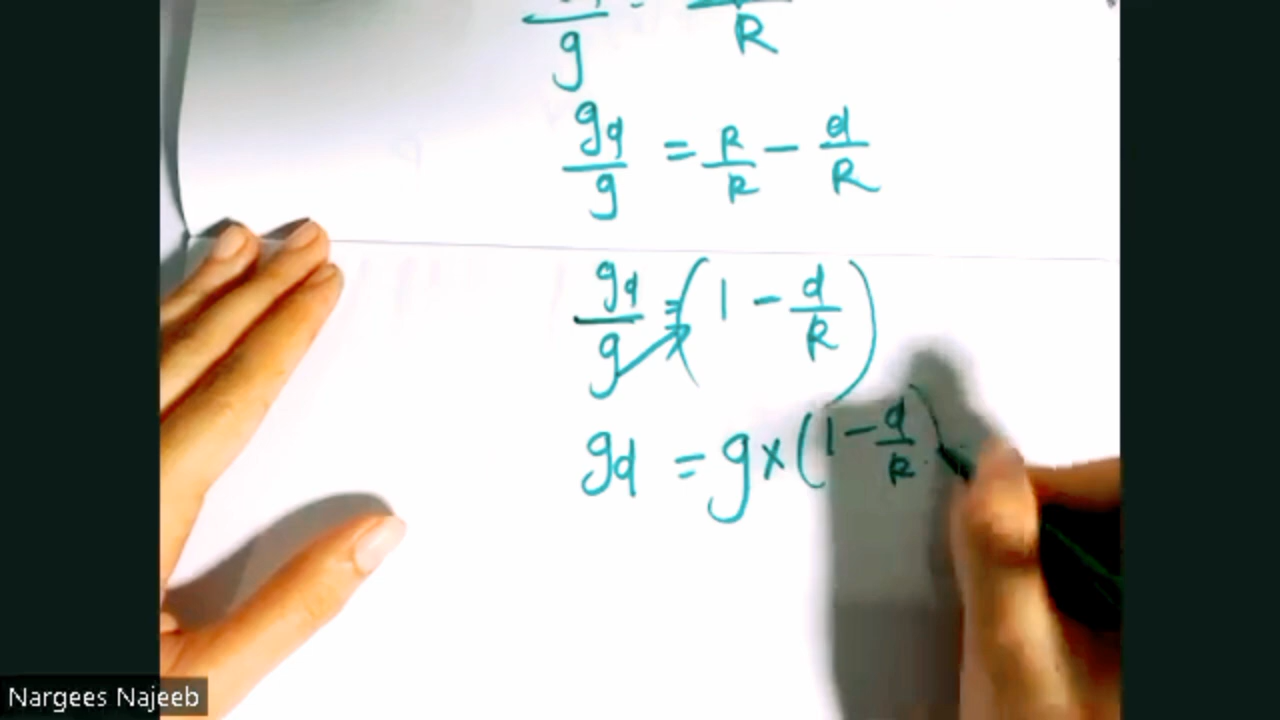 g R
gd/g = R/R - d/R
gd/g = (1 - d/R)
gd = g×(1-d/R)
Nargees Najeeb